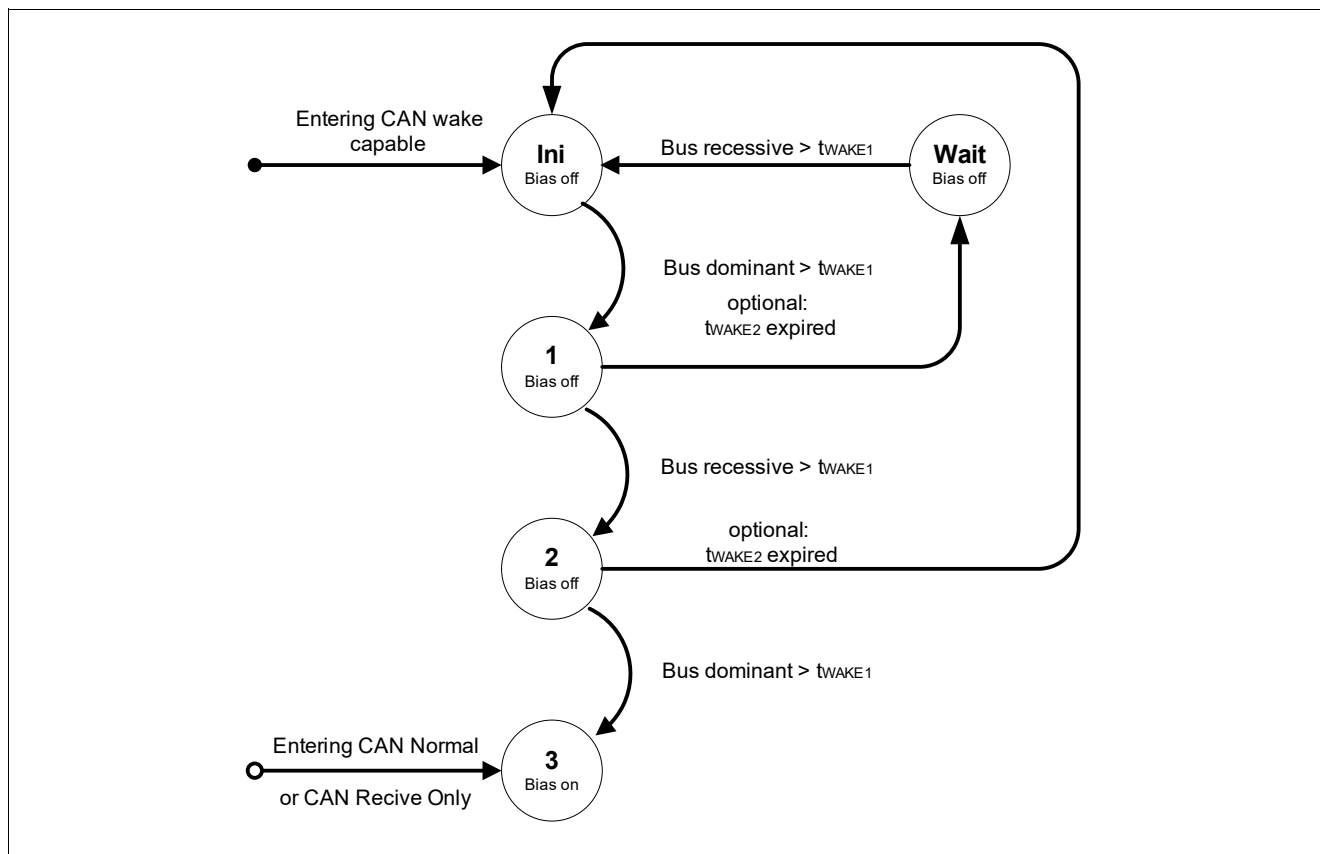 Entering CAN wake
capable
Ini
Bias off
Bus recessive > tWAKE1
Wait
Bias off
Bus dominant > tWAKE1
optional:
tWAKE2 expired
1
Bias off
Bus recessive > tWAKE1
optional:
tWAKE2 expired
2
Bias off
Bus dominant > tWAKE1
Entering CAN Normal
or CAN Recive Only
3
Bias on